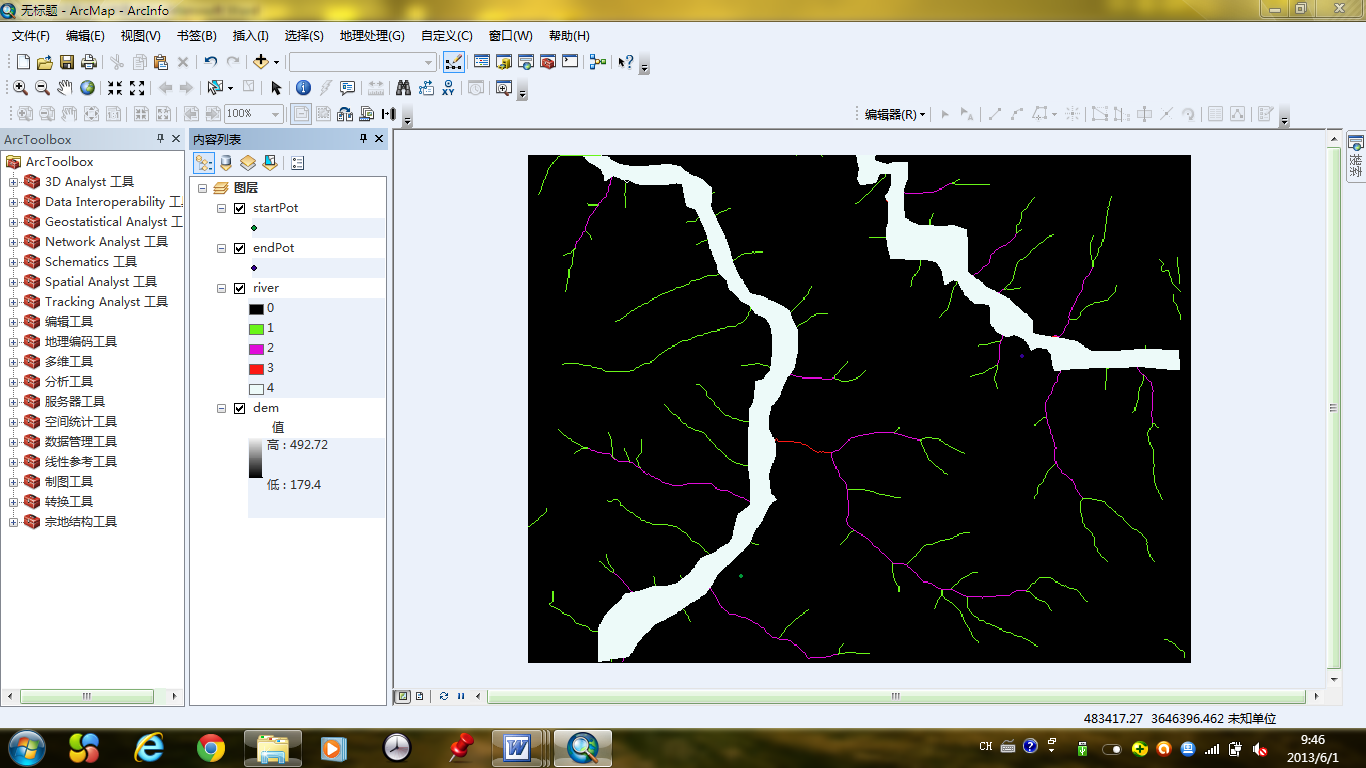 无标题 - ArcMap - ArcInfo
文件(F) 编辑(E) 视图(V) 书签(B) 插入(I) 选择(S) 地理处理(G) 自定义(C) 窗口(W) 帮助(H)
XY
100%
编辑器(R)
ArcToolbox
ArcToolbox
3D Analyst 工具
Data Interoperability 工
Geostatistical Analyst 工
Network Analyst 工具
Schematics 工具
Spatial Analyst 工具
Tracking Analyst 工具
编辑工具
地理编码工具
多维工具
分析工具
服务器工具
空间统计工具
数据管理工具
线性参考工具
制图工具
转换工具
宗地结构工具
内容列表
图层
startPot
endPot
river
0
1
2
3
4
dem
值
高 : 492.72
低 : 179.4
483417.27 3646396.462 未知单位
CH
9:46
2013/6/1